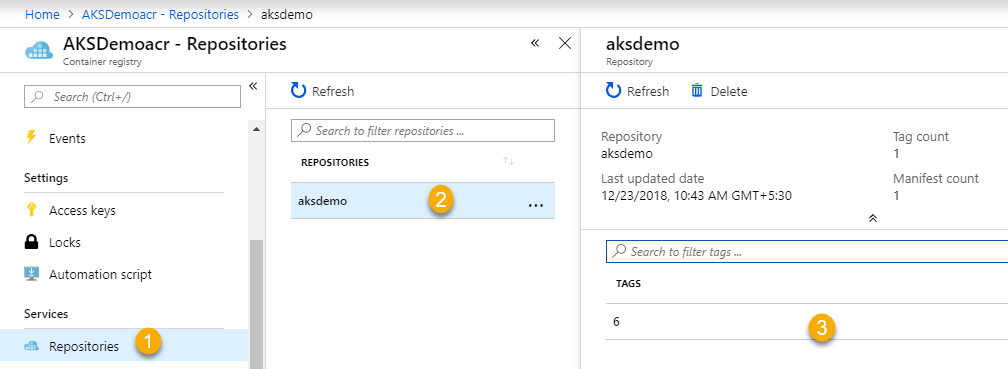 Home > AKSDemoacr - Repositories > aksdemo
AKSDemoacr - Repositories
Container registry
Search (Ctrl+/)
Events
Settings
Access keys
Locks
Automation script
Services
Repositories
1
Refresh
Search to filter repositories ...
REPOSITORIES
aksdemo
2
...
aksdemo
Repository
Refresh
Delete
Repository
aksdemo
Tag count
1
Last updated date
12/23/2018, 10:43 AM GMT+5:30
Manifest count
1
Search to filter tags ...
TAGS
6
3